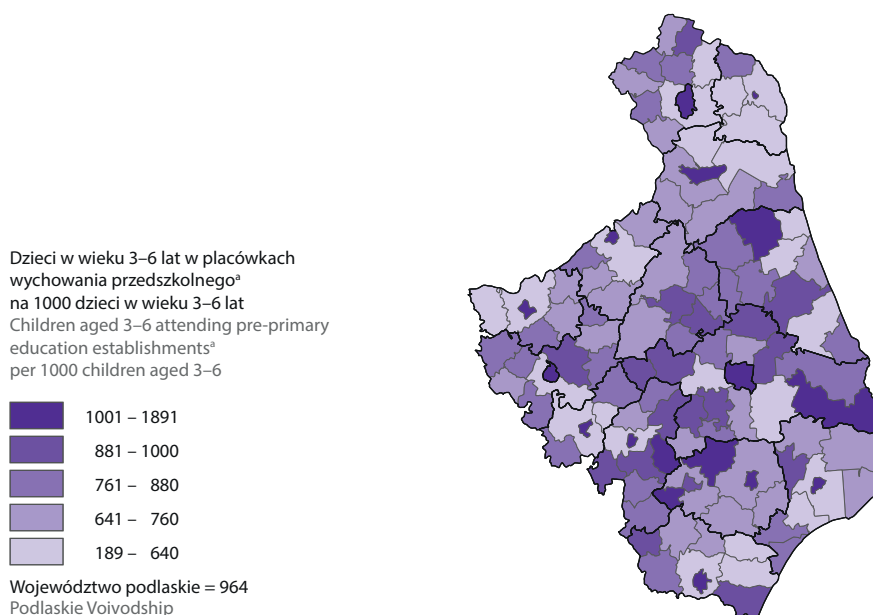 Dzieci w wieku 3–6 lat w placówkach
wychowania przedszkolnegoᵃ
na 1000 dzieci w wieku 3–6 lat
Children aged 3–6 attending pre-primary
education establishmentsᵃ
per 1000 children aged 3–6
1001 – 1891
881 – 1000
761 – 880
641 – 760
189 – 640
Województwo podlaskie = 964
Podlaskie Voivodship